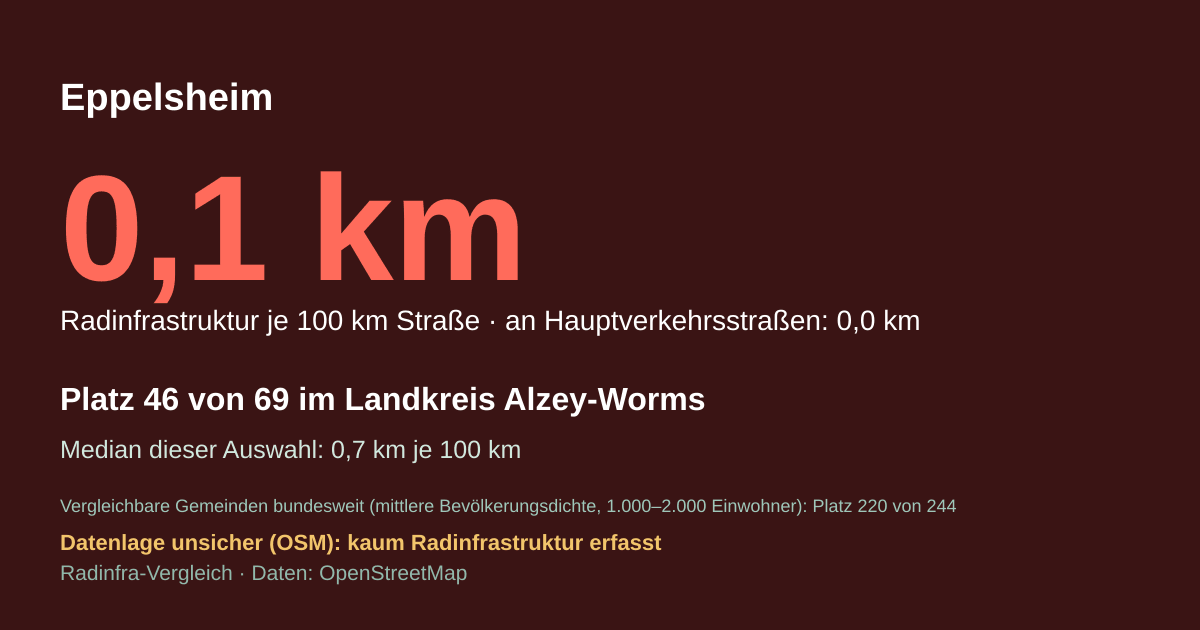 Eppelsheim
0,1 km
Radinfrastruktur je 100 km Straße · an Hauptverkehrsstraßen: 0,0 km
Platz 46 von 69 im Landkreis Alzey-Worms
Median dieser Auswahl: 0,7 km je 100 km
Vergleichbare Gemeinden bundesweit (mittlere Bevölkerungsdichte, 1.000–2.000 Einwohner): Platz 220 von 244
Datenlage unsicher (OSM): kaum Radinfrastruktur erfasst
Radinfra-Vergleich · Daten: OpenStreetMap